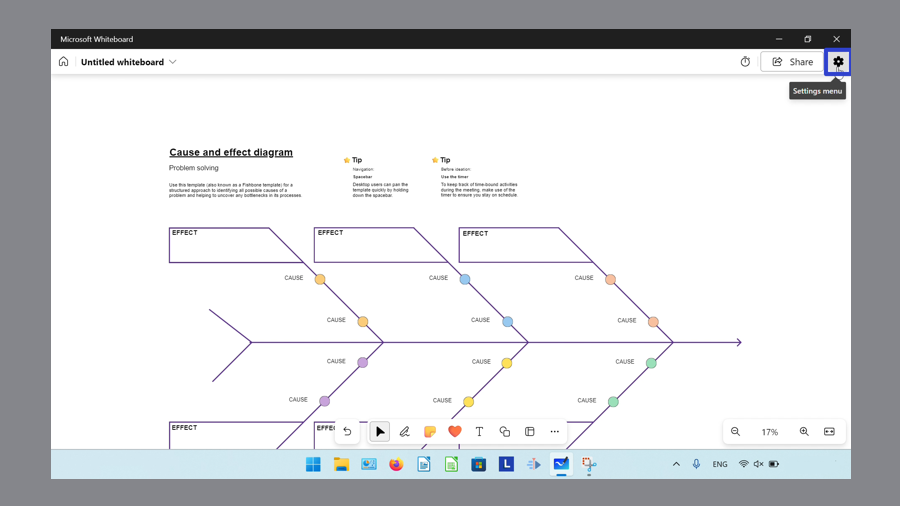 Microsoft Whiteboard
Untitled whiteboard
Share
Settings menu
Cause and effect diagram
Problem solving
Use this template (also known as a Fishbone template) for a
structured approach to identifying all possible causes of a
problem and helping to uncover any bottlenecks in its processes
Tip
Navigation
Spacebar
Desktop users can pan the
template quickly by holding
down the spacebar.
Tip
Before ideation
Use the timer
To keep track of time-bound activities
during the meeting, make use of the
timer to ensure you stay on schedule.
EFFECT
EFFECT
EFFECT
CAUSE
CAUSE
CAUSE
CAUSE
CAUSE
CAUSE
CAUSE
CAUSE
CAUSE
CAUSE
CAUSE
CAUSE
EFFECT
EFFE
T
17%
L
ENG